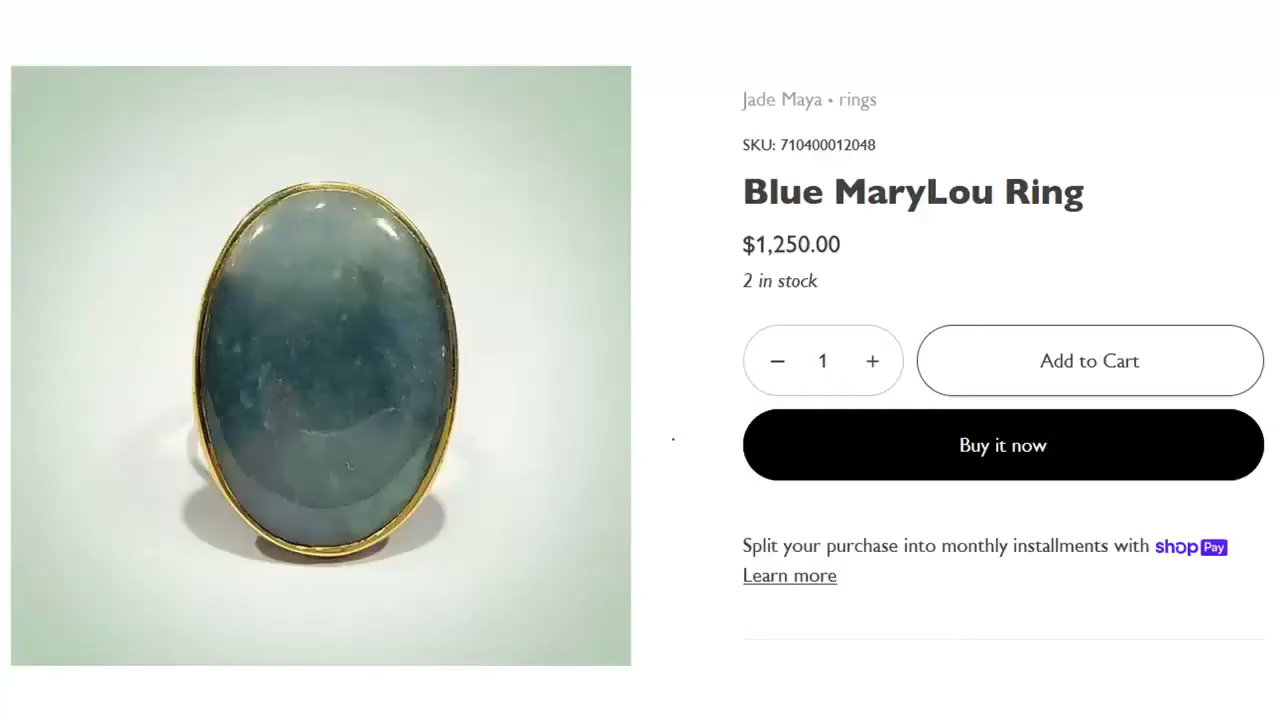 Jade Maya • rings
SKU: 710400012048
Blue MaryLou Ring
$1,250.00
2 in stock
− 1 + Add to Cart
Buy it now
Split your purchase into monthly installments with shop Pay
Learn more